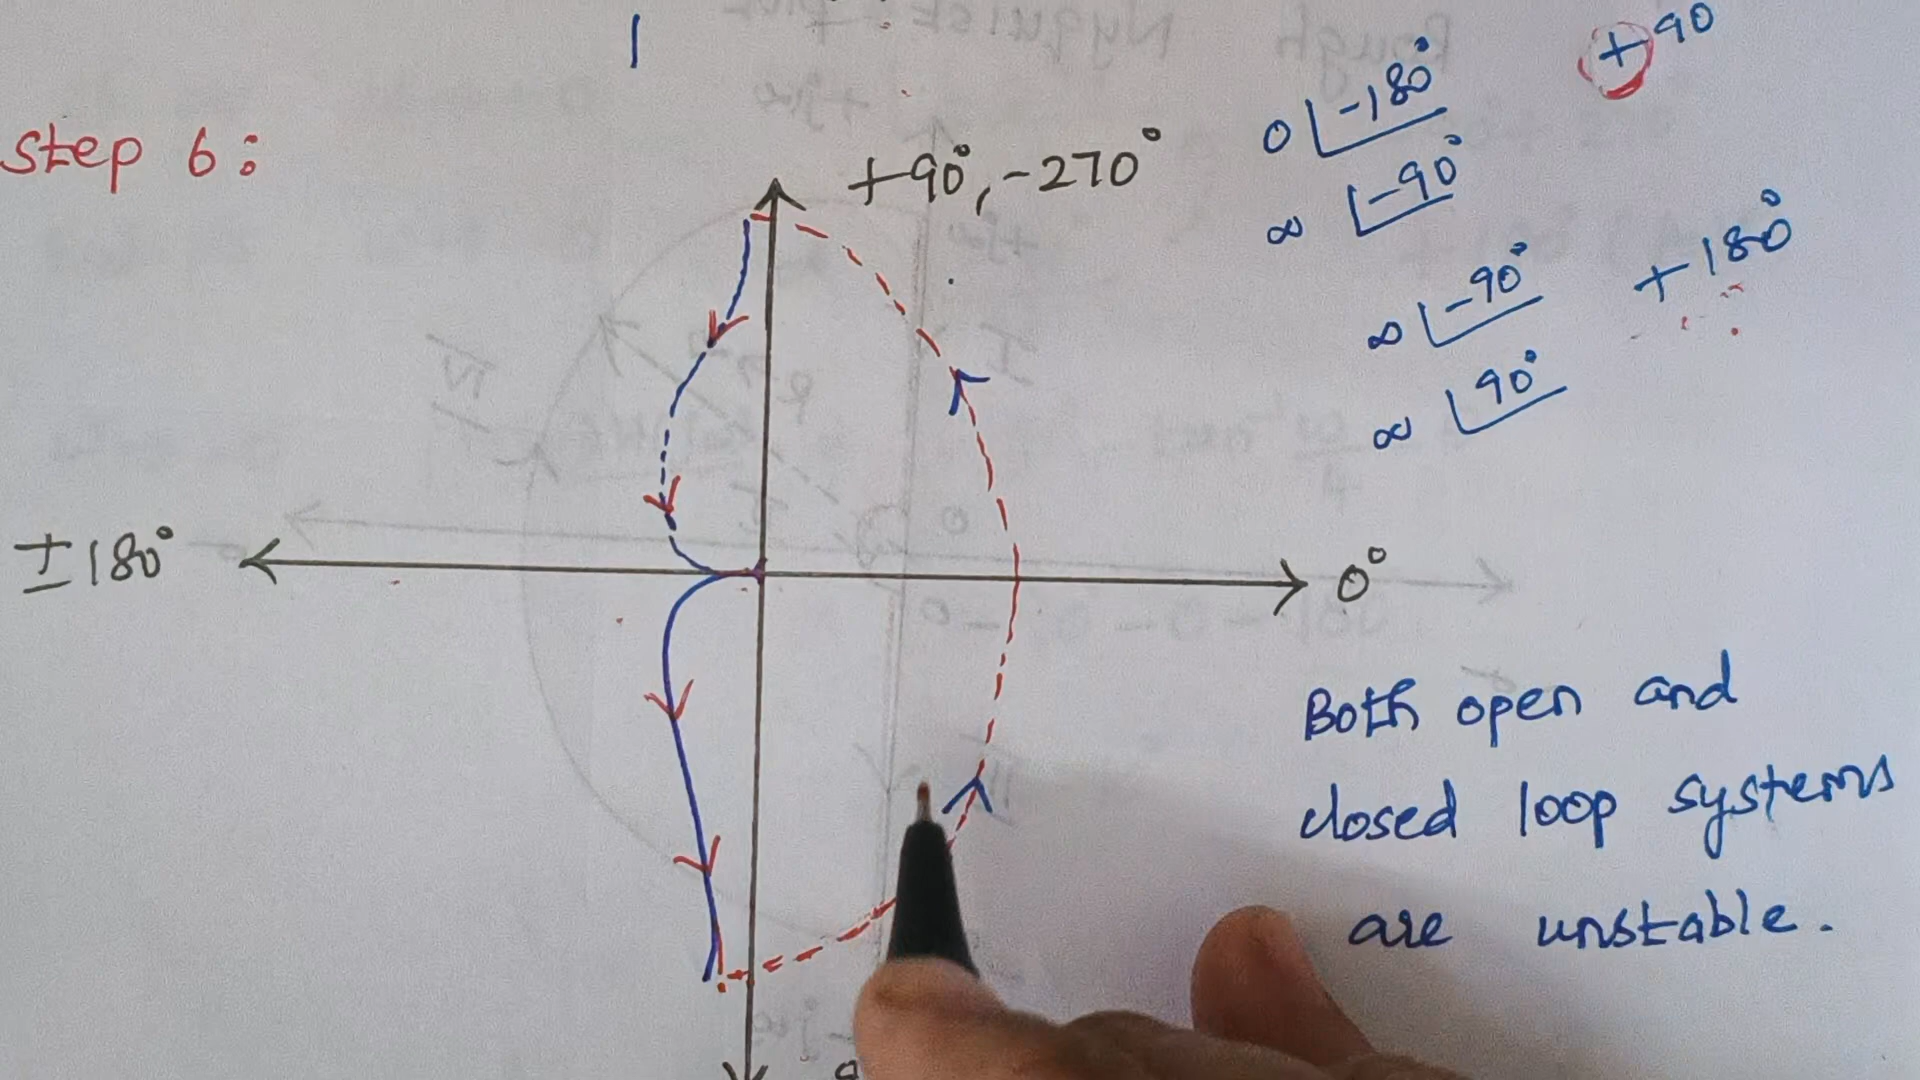 +90
Step 6:
+90°, -270°
0 ∠-180°
∞ ∠-90°
∞ ∠-90° +180°
∞ ∠90°
±180°
0°
Both open and
closed loop systems
are unstable.